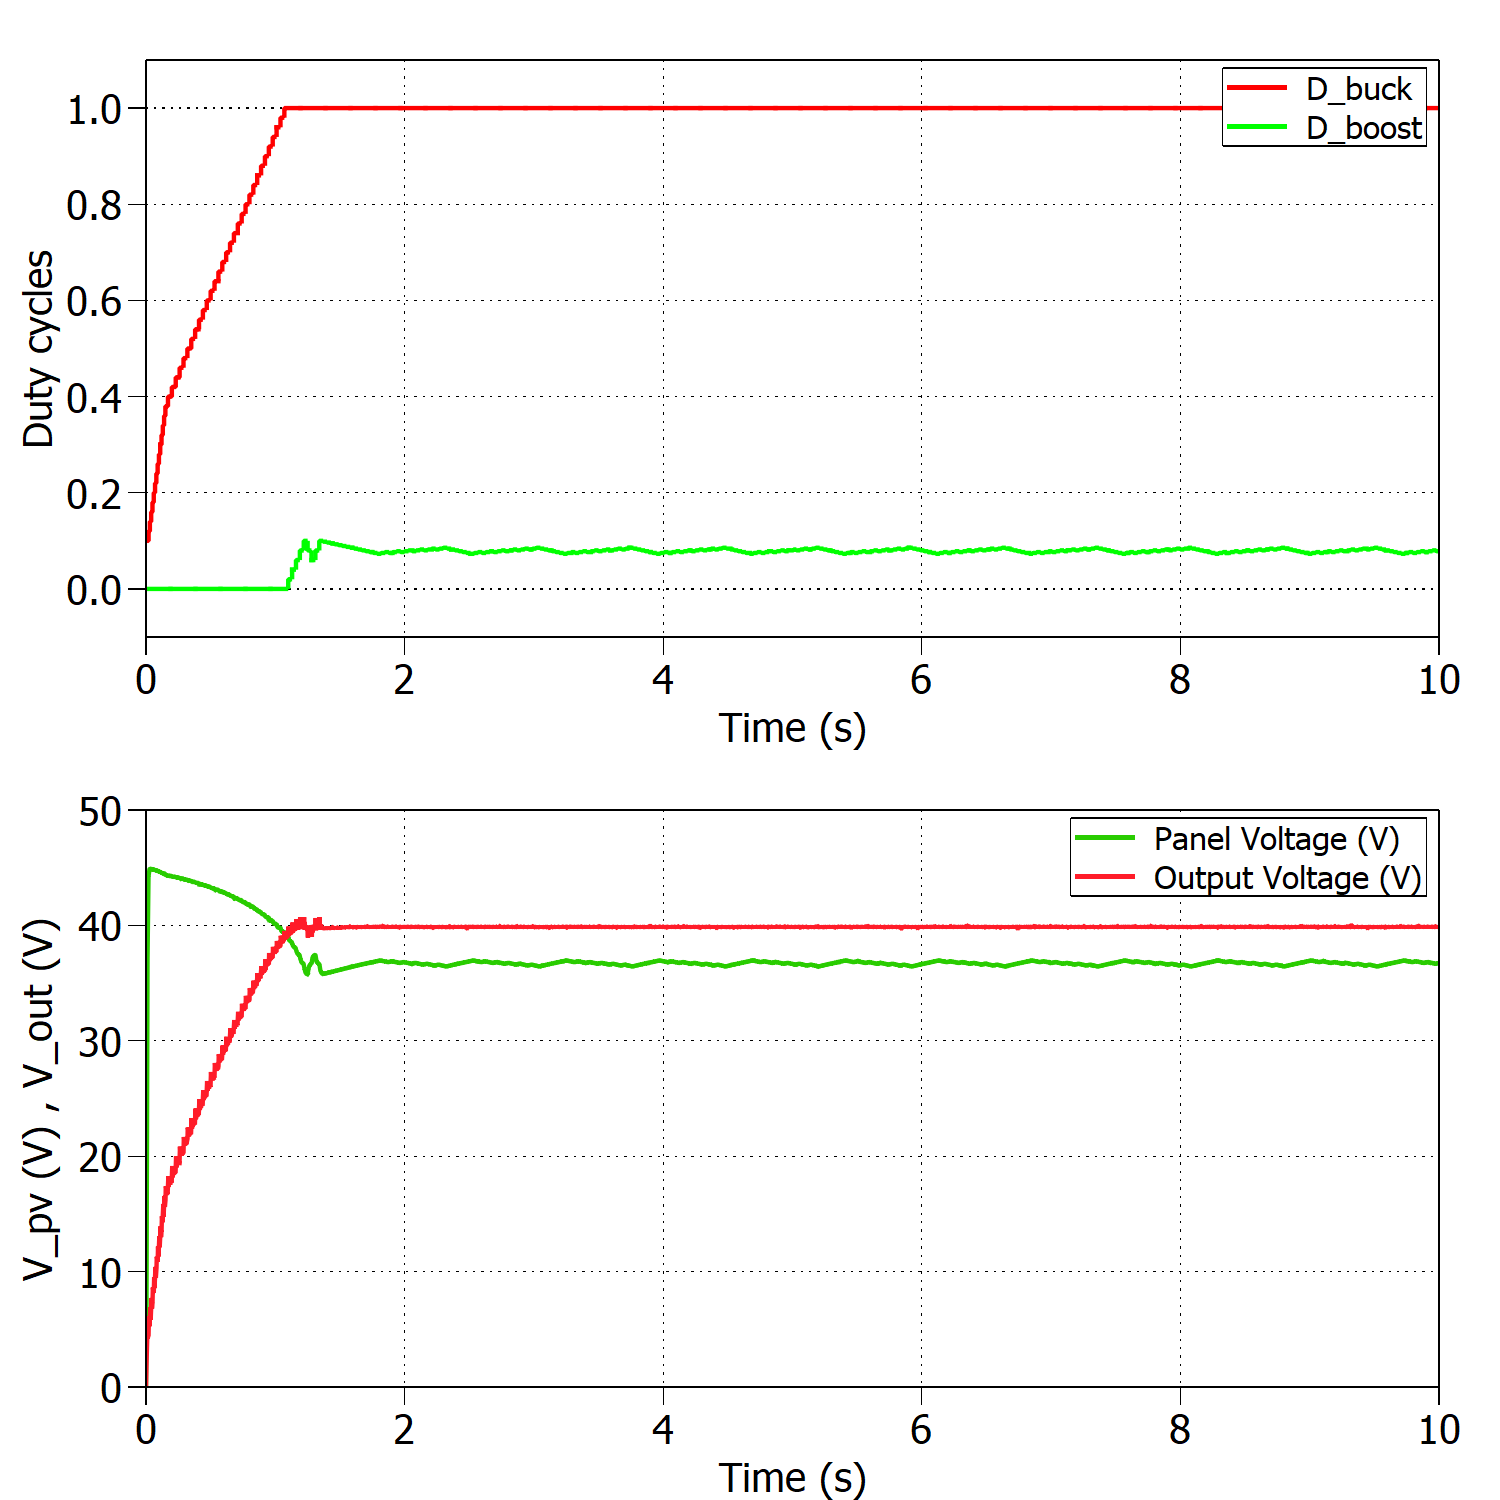 D_buck
D_boost
1.0
0.8
0.6
0.4
0.2
0.0
Duty cycles
0 2 4 6 8 10
Time (s)
Panel Voltage (V)
Output Voltage (V)
50
40
30
20
10
0
V_pv (V) , V_out (V)
0 2 4 6 8 10
Time (s)